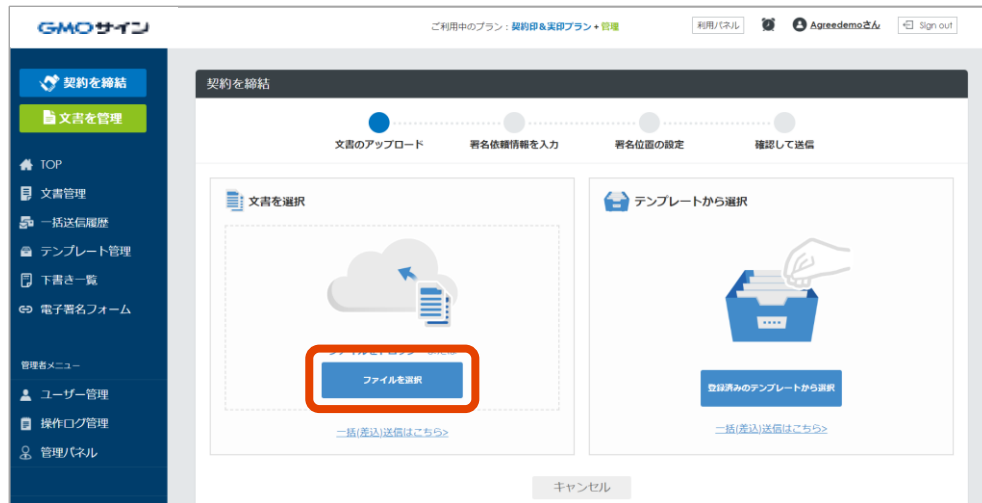 GMOサイン
ご利用中のプラン：契約印&実印プラン + 管理
利用パネル
Agreedemoさん
Sign out
契約を締結
文書を管理
TOP
文書管理
一括送信履歴
テンプレート管理
下書き一覧
電子署名フォーム
管理者メニュー
ユーザー管理
操作ログ管理
管理パネル
契約を締結
文書のアップロード
署名依頼情報を入力
署名位置の設定
確認して送信
文書を選択
ファイルを選択
一括(差込)送信はこちら>
テンプレートから選択
登録済みのテンプレートから選択
一括(差込)送信はこちら>
キャンセル